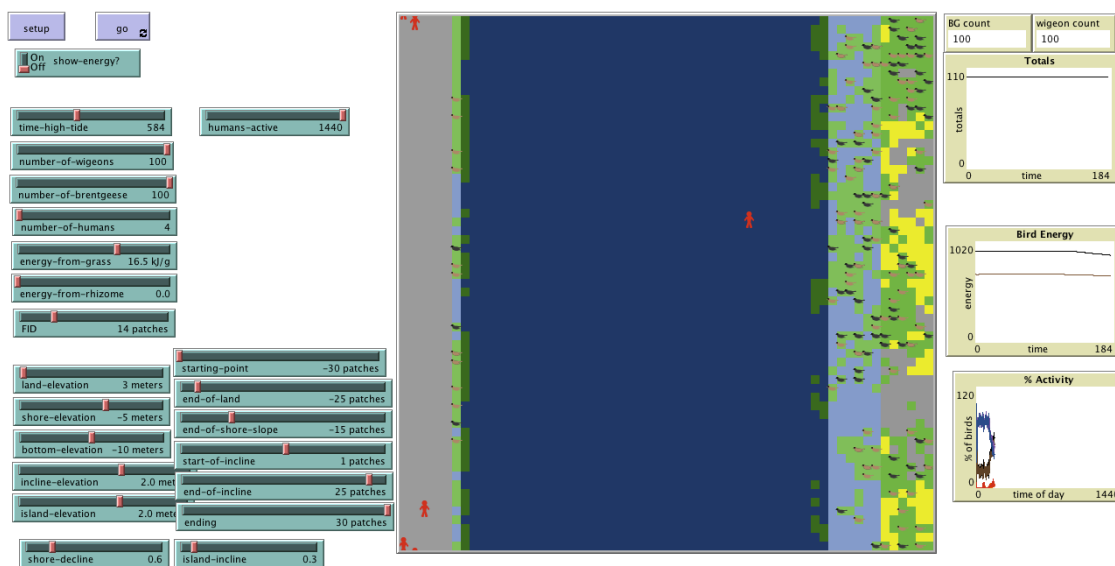 setup
go
On
Off
show-energy?
time-high-tide 584
humans-active 1440
number-of-wigeons 100
number-of-brentgeese 100
number-of-humans 4
energy-from-grass 16.5 kJ/g
energy-from-rhizome 0.0
FID 14 patches
land-elevation 3 meters
shore-elevation -5 meters
bottom-elevation -10 meters
incline-elevation 2.0 met
island-elevation 2.0 mete
starting-point -30 patches
end-of-land -25 patches
end-of-shore-slope -15 patches
start-of-incline 1 patches
end-of-incline 25 patches
ending 30 patches
shore-decline 0.6
island-incline 0.3
BG count
100
wigeon count
100
Totals
110
totals
0
0 time 184
Bird Energy
1020
energy
0
0 time 184
% Activity
120
% of birds
0
0 time of day 1440